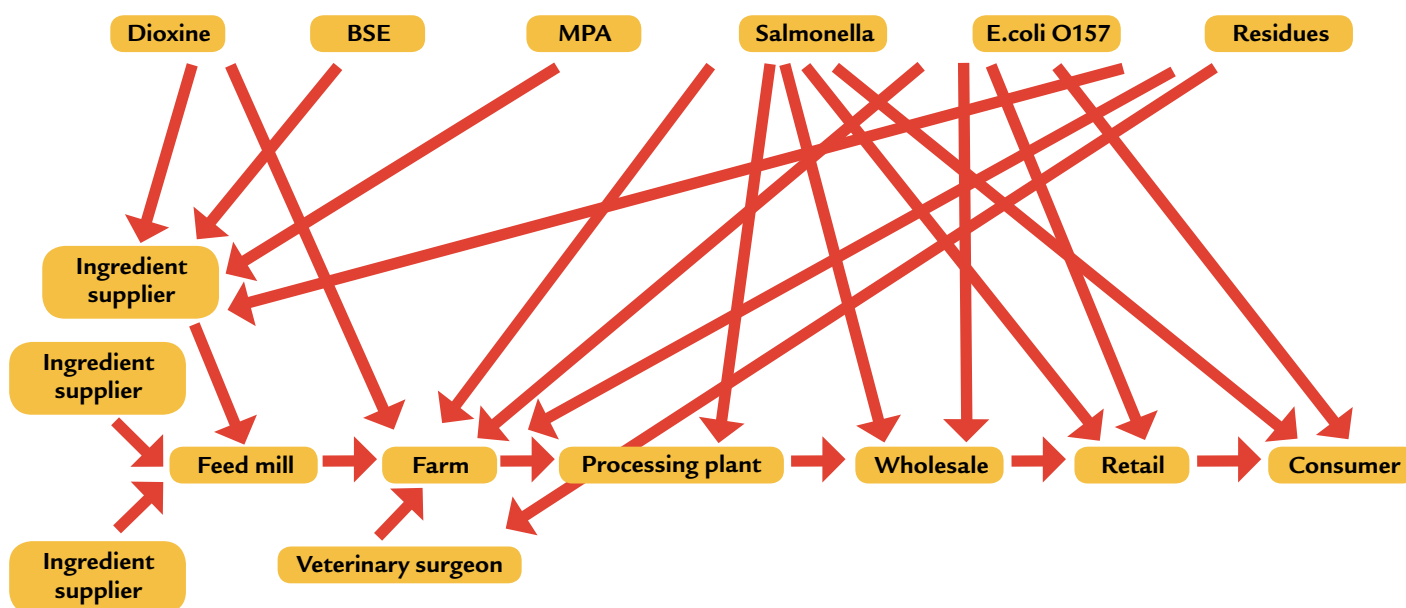 Dioxine
BSE
MPA
Salmonella
E.coli O157
Residues
Ingredient
supplier
Ingredient
supplier
Feed mill
Farm
Processing plant
Wholesale
Retail
Consumer
Ingredient
supplier
Veterinary surgeon